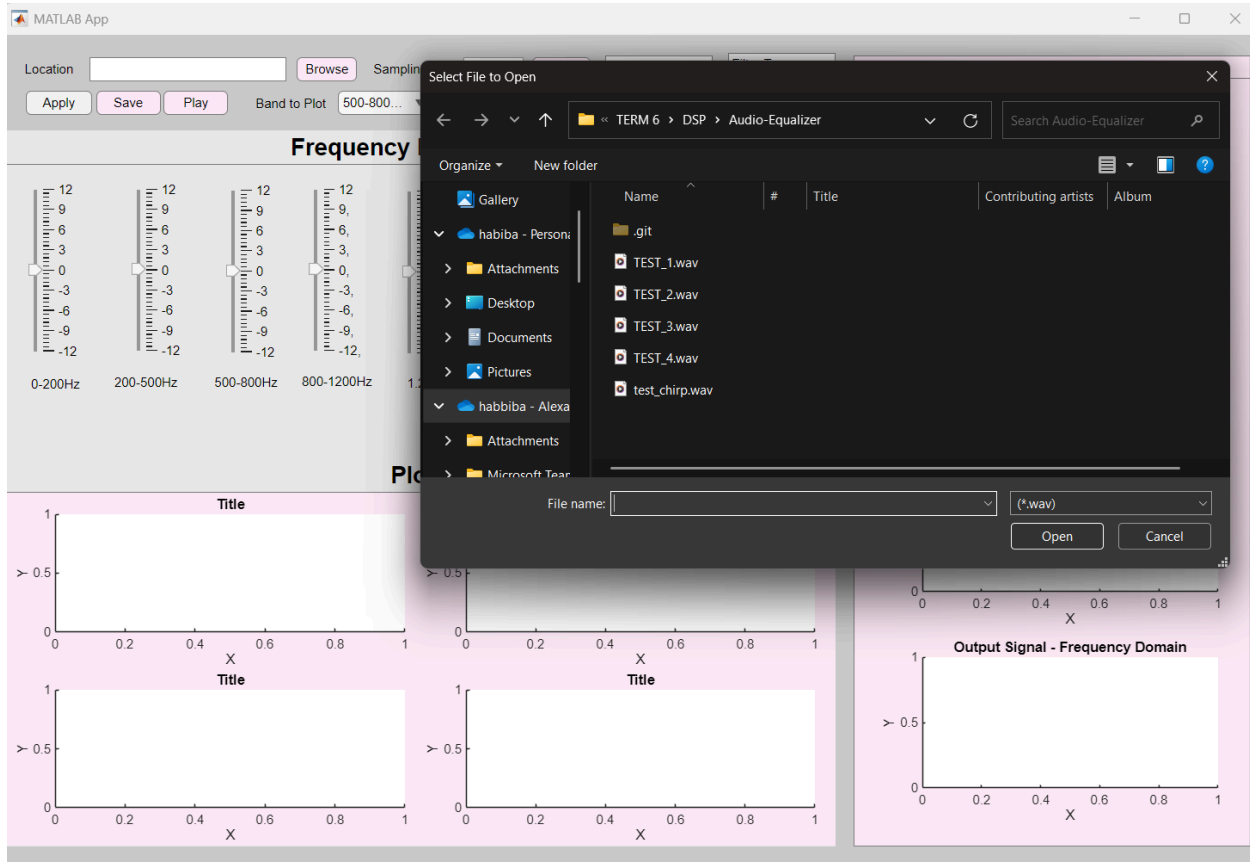 MATLAB App
Location Browse
Apply Save Play Band to Plot 500-800...
Frequency
12 9 6 3 0 -3 -6 -9 -12
12 9 6 3 0 -3 -6 -9 -12
12 9 6 3 0 -3 -6 -9 -12
12 9, 6, 3, 0, -3, -6, -9, -12,
0-200Hz 200-500Hz 500-800Hz 800-1200Hz
Select File to Open
« TERM 6 › DSP › Audio-Equalizer
Search Audio-Equalizer
Organize New folder
Gallery
habiba - Persona
Attachments
Desktop
Documents
Pictures
habbiba - Alexa
Attachments
Name # Title Contributing artists Album
.git
TEST_1.wav
TEST_2.wav
TEST_3.wav
TEST_4.wav
test_chirp.wav
File name: (*.wav)
Open Cancel
Title
1
Y 0.5
0
0 0.2 0.4 0.6 0.8 1
X
Y 0.5
0
0 0.2 0.4 0.6 0.8 1
X
Title
1
Y 0.5
0
0 0.2 0.4 0.6 0.8 1
X
Title
1
Y 0.5
0
0 0.2 0.4 0.6 0.8 1
X
0
0 0.2 0.4 0.6 0.8 1
X
Output Signal - Frequency Domain
1
Y 0.5
0
0 0.2 0.4 0.6 0.8 1
X